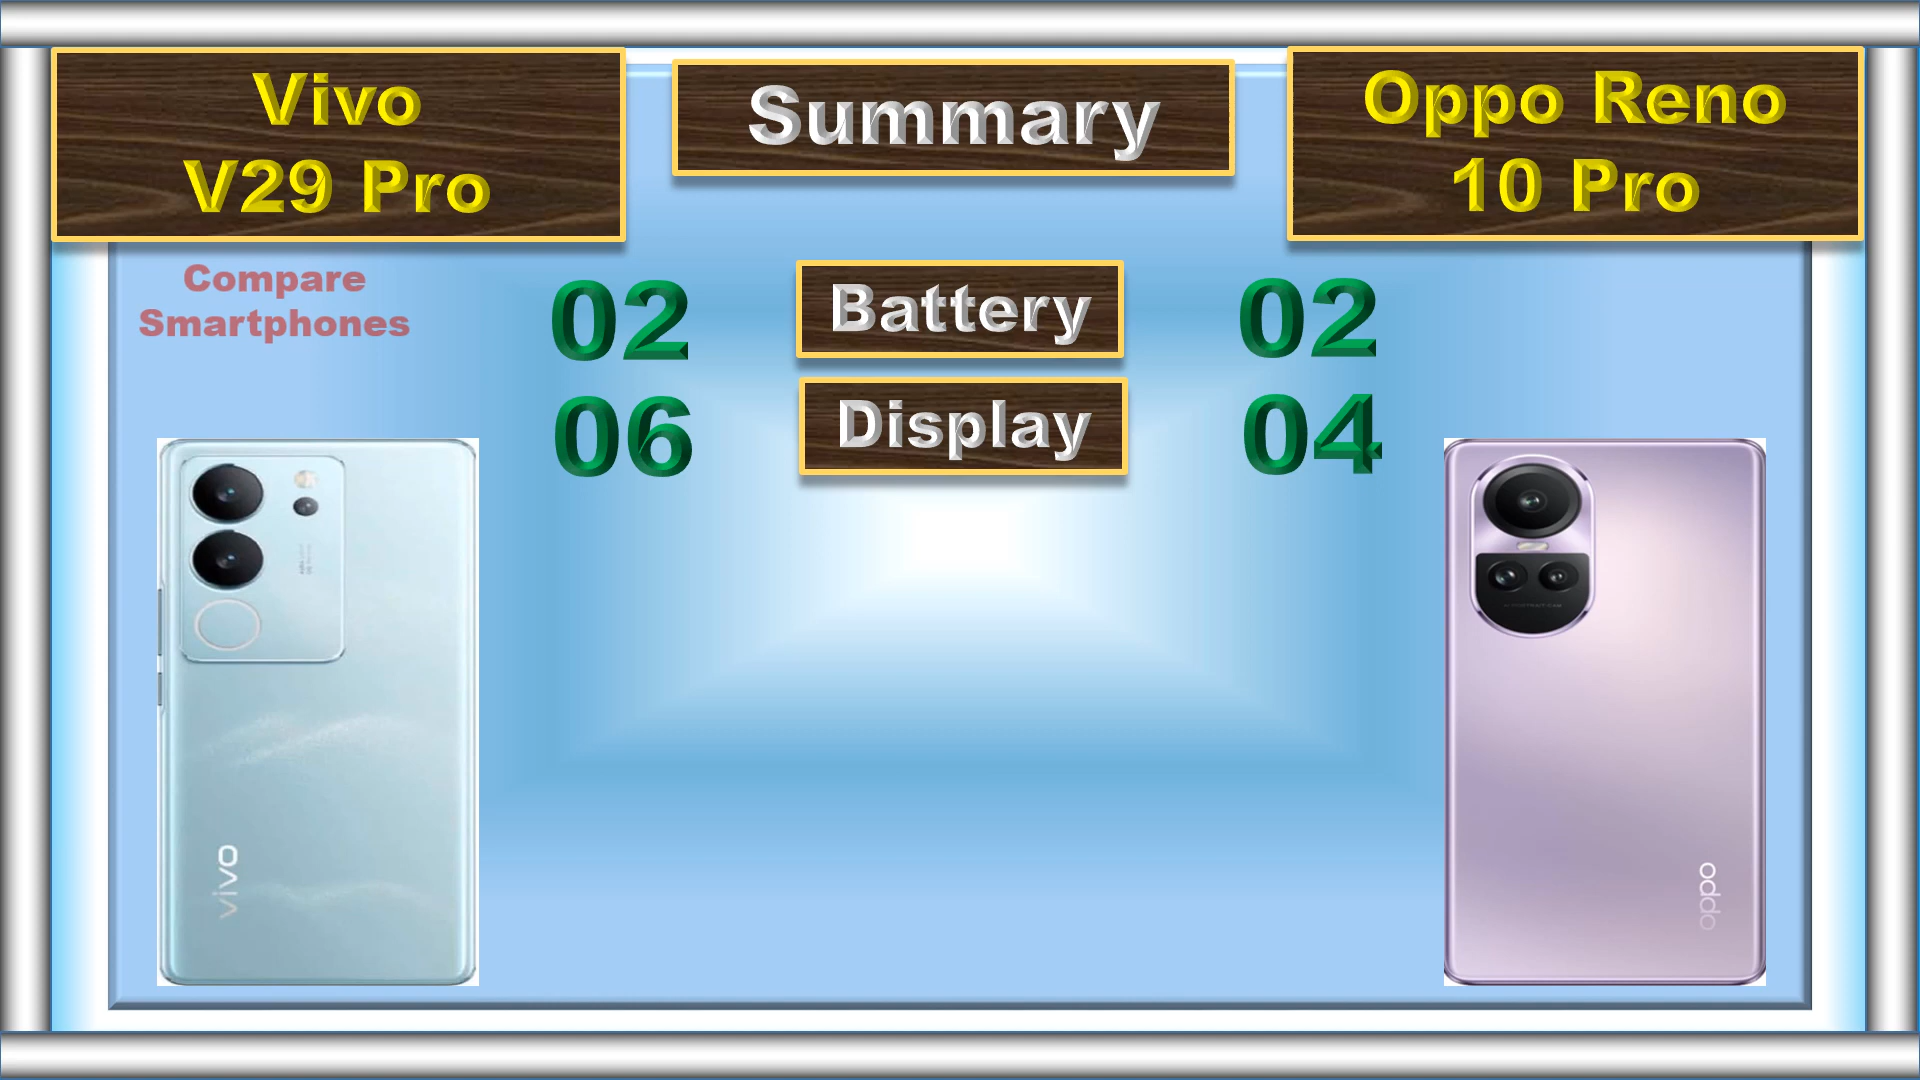 Vivo
V29 Pro
Summary
Oppo Reno
10 Pro
Compare
Smartphones
02
Battery
02
06
Display
04
vivo
oppo